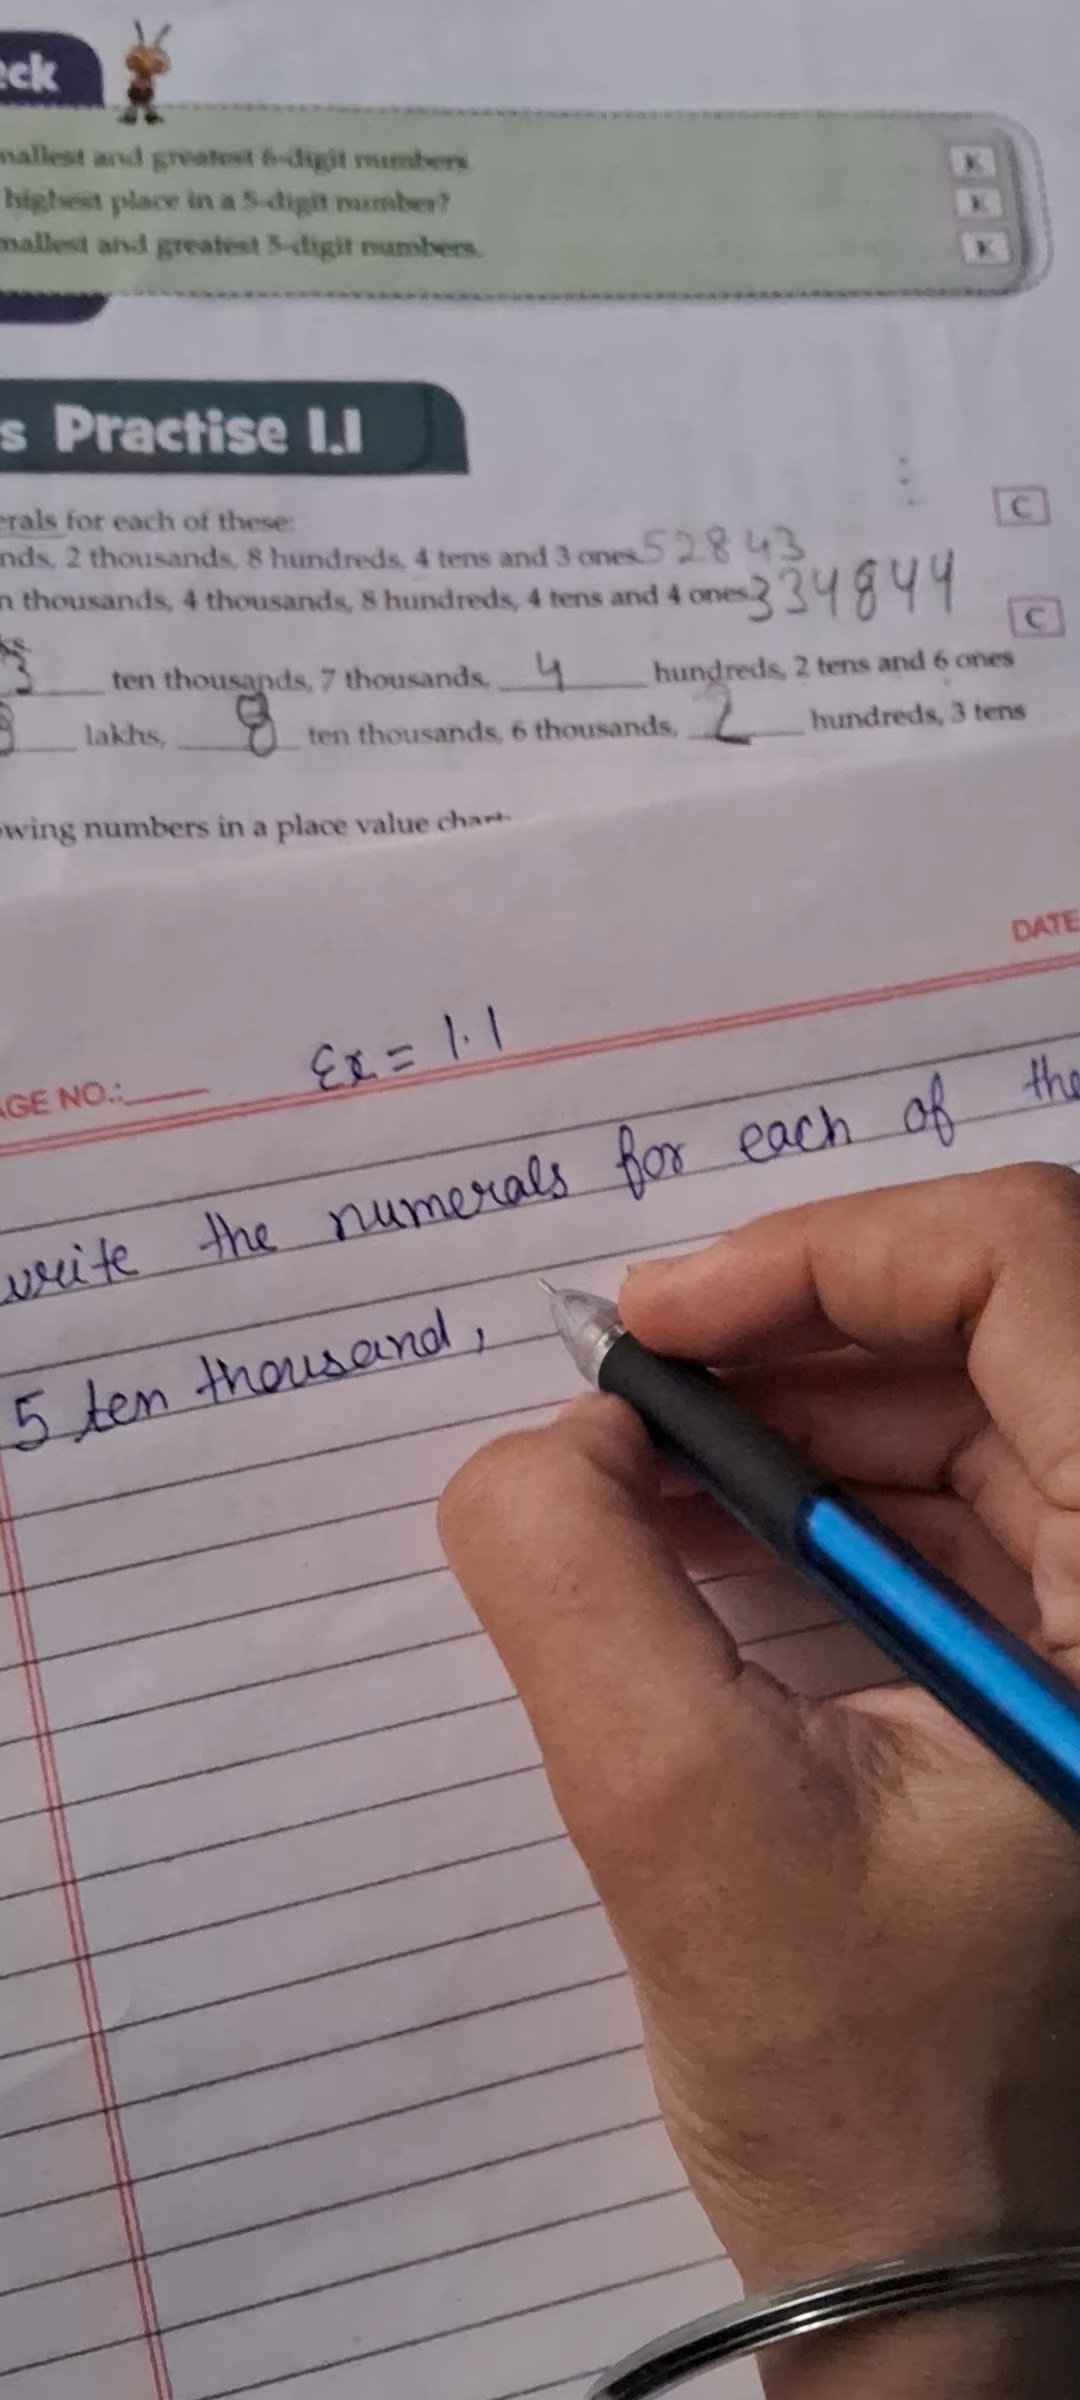 eck
mallest and greatest 6-digit numbers
highest place in a 5-digit number?
mallest and greatest 5-digit numbers.
K
K
K
s Practise 1.1
erals for each of these:
C
nds, 2 thousands, 8 hundreds, 4 tens and 3 ones 52843
n thousands, 4 thousands, 8 hundreds, 4 tens and 4 ones 334844
C
3 ten thousands, 7 thousands, 4 hundreds, 2 tens and 6 ones
lakhs, 8 ten thousands, 6 thousands, 2 hundreds, 3 tens
owing numbers in a place value chart
DATE
AGE NO.:
Ex = 1.1
write the numerals for each of the
5 ten thousand,